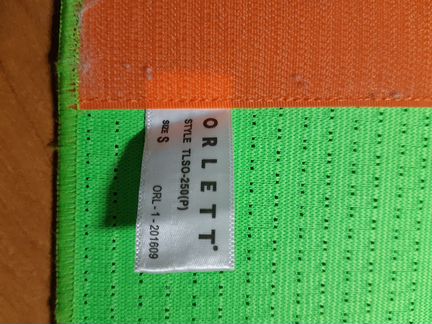 ORLETT®
STYLE TLSO-250(P)
SIZE S
ORL-1-201609